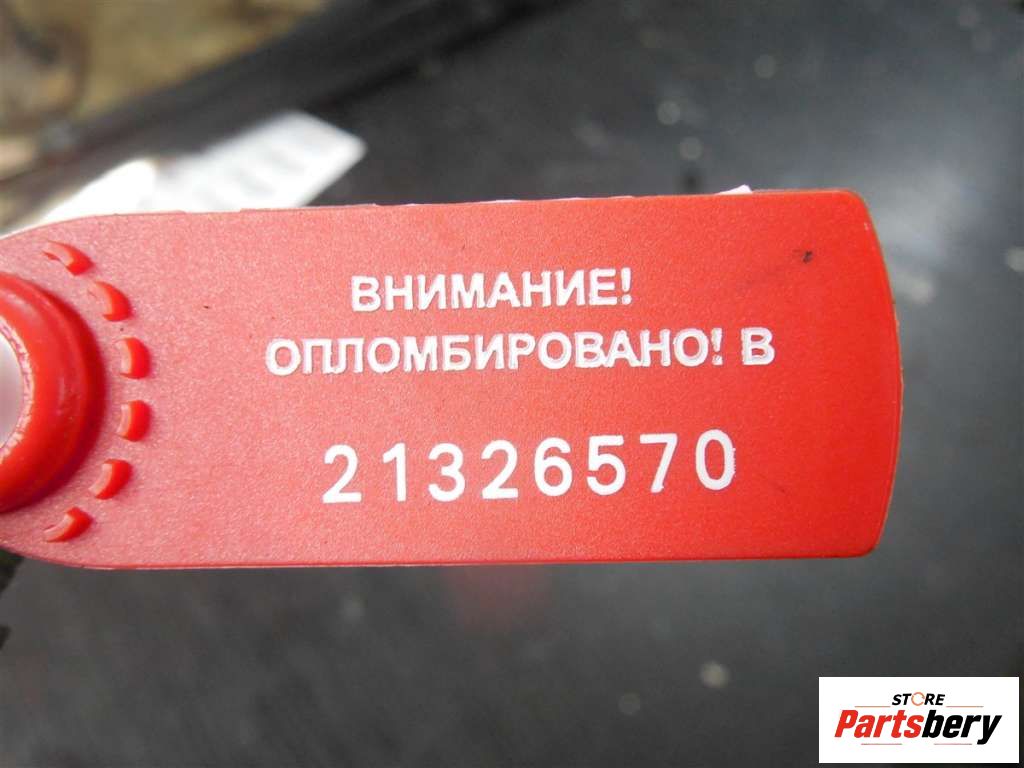 ВНИМАНИЕ!
ОПЛОМБИРОВАНО! В
21326570
STORE
Partsbery